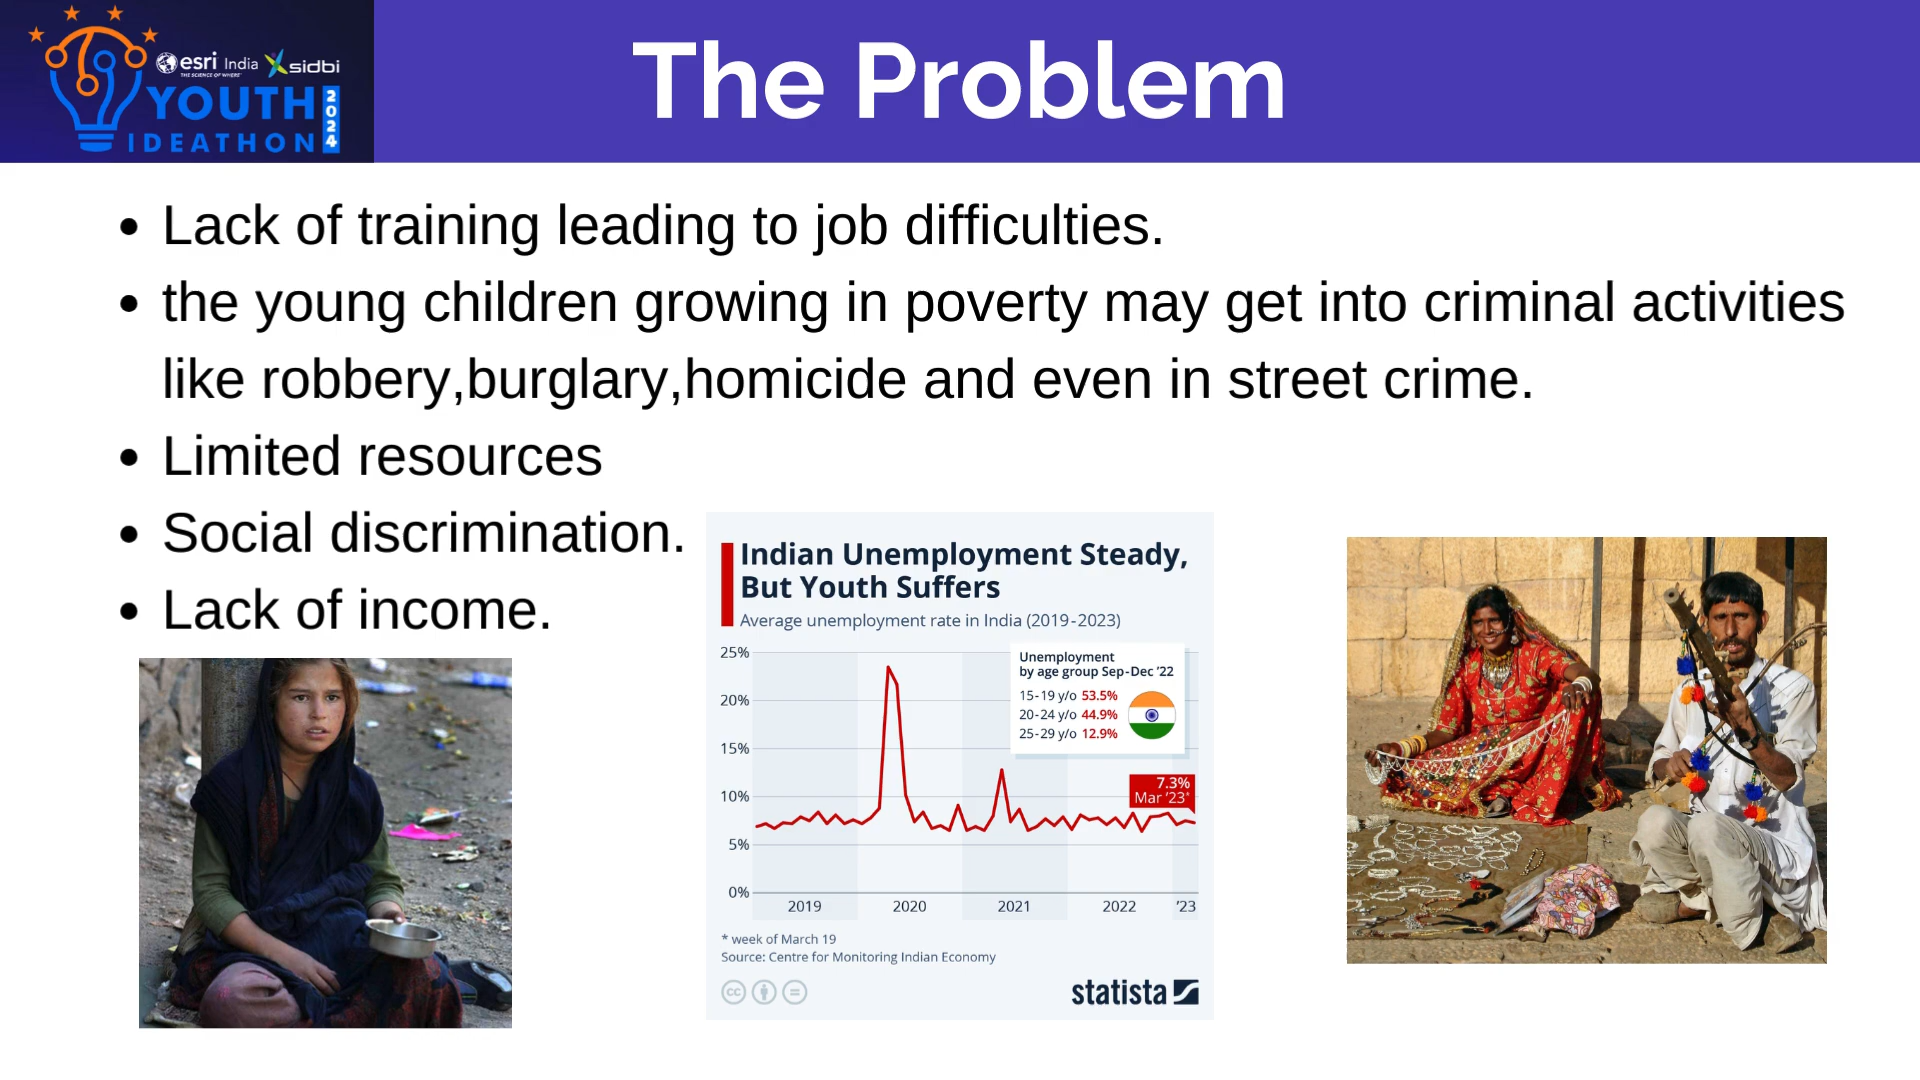 esri India sidbi
THE SCIENCE OF WHERE
YOUTH
IDEATHON
2024
The Problem
• Lack of training leading to job difficulties.
• the young children growing in poverty may get into criminal activities
like robbery,burglary,homicide and even in street crime.
• Limited resources
• Social discrimination.
• Lack of income.
Indian Unemployment Steady,
But Youth Suffers
Average unemployment rate in India (2019-2023)
25%
20%
15%
10%
5%
0%
Unemployment
by age group Sep-Dec '22
15-19 y/o 53.5%
20-24 y/o 44.9%
25-29 y/o 12.9%
7.3%
Mar '23*
2019 2020 2021 2022 '23
* week of March 19
Source: Centre for Monitoring Indian Economy
cc
statista